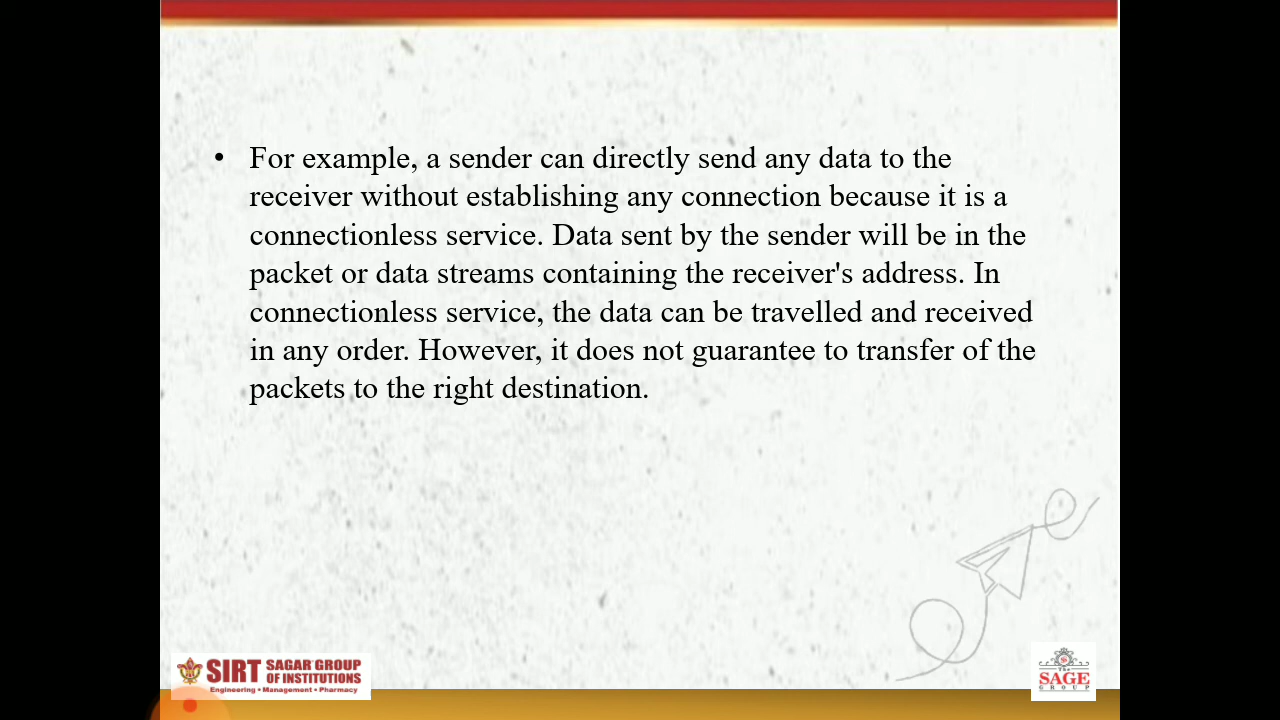 • For example, a sender can directly send any data to the
receiver without establishing any connection because it is a
connectionless service. Data sent by the sender will be in the
packet or data streams containing the receiver's address. In
connectionless service, the data can be travelled and received
in any order. However, it does not guarantee to transfer of the
packets to the right destination.
SIRT SAGAR GROUP
OF INSTITUTIONS
Engineering • Management • Pharmacy
The
SAGE
GROUP